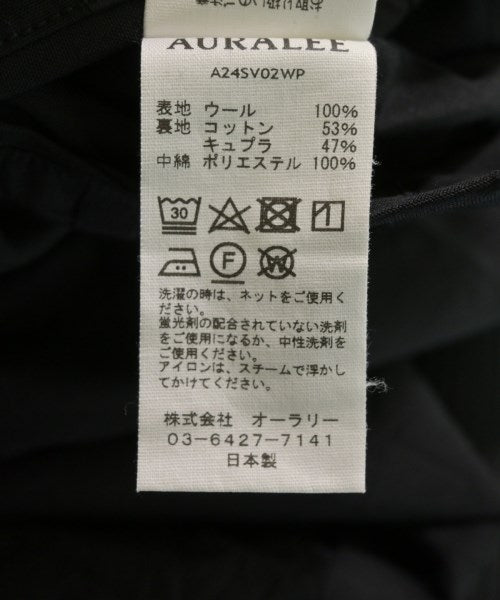 AURALEE
A24SV02WP
表地 ウール 100%
裏地 コットン 53%
キュプラ 47%
中綿 ポリエステル 100%
30
F W
洗濯の時は、ネットをご使用く
ださい。
蛍光剤の配合されていない洗剤
をご使用になるか、中性洗剤を
ご使用ください。
アイロンは、スチームで浮かし
てかけてください。
株式会社 オーラリー
03-6427-7141
日本製